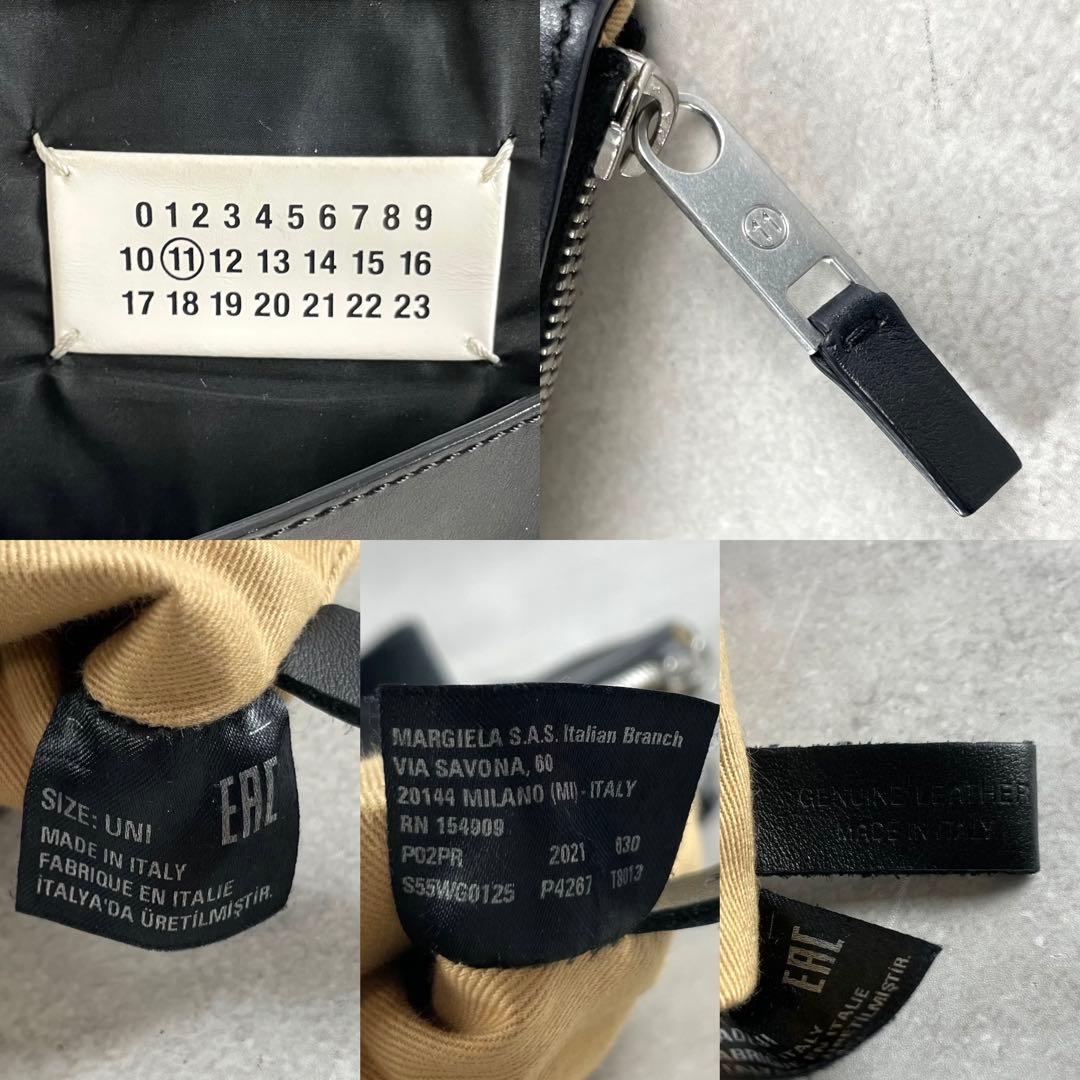 0 1 2 3 4 5 6 7 8 9
10 11 12 13 14 15 16
17 18 19 20 21 22 23
11
SIZE: UNI
EAC
MADE IN ITALY
FABRIQUE EN ITALIE
İTALYA'DA ÜRETİLMİŞTİR.
MARGIELA S.A.S. Italian Branch
VIA SAVONA, 60
20144 MILANO (MI) - ITALY
RN 154909
P02PR 2021 630
S55WG0125 P4267 T8013
GENUINE LEATHER
MADE IN ITALY
EAC